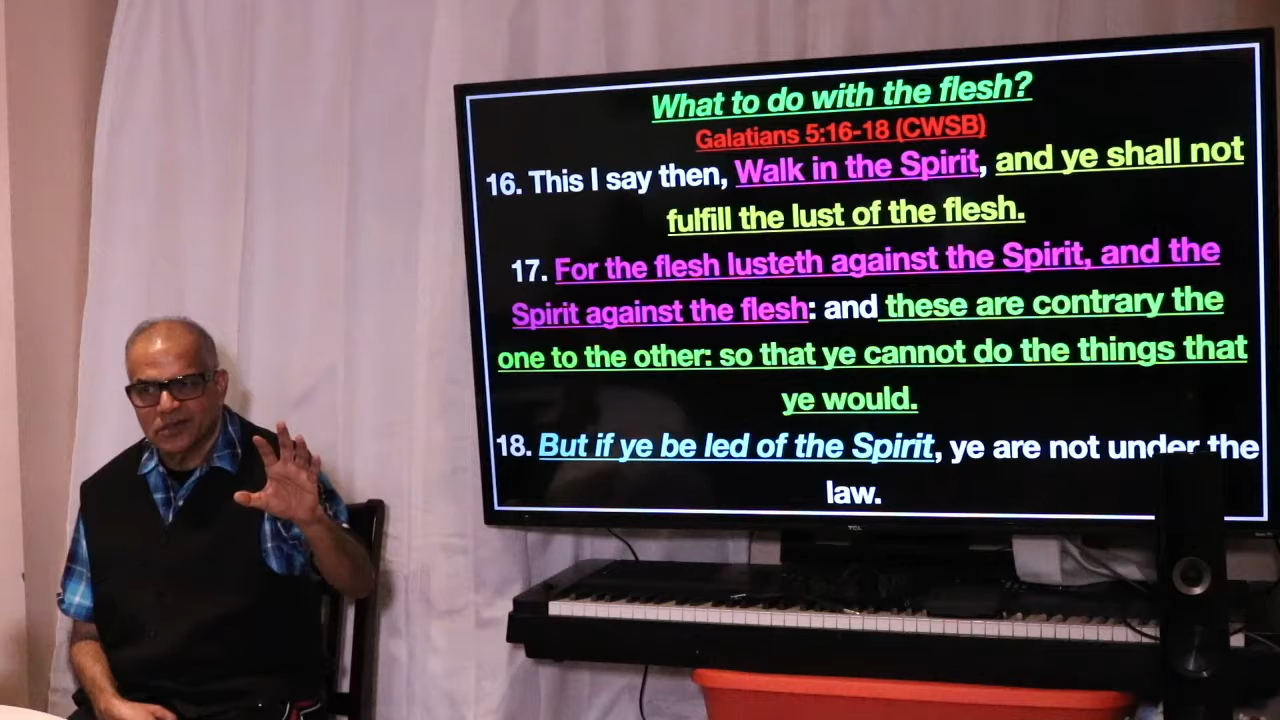 What to do with the flesh?
Galatians 5:16-18 (CWSB)
16. This I say then, Walk in the Spirit, and ye shall not
fulfill the lust of the flesh.
17. For the flesh lusteth against the Spirit, and the
Spirit against the flesh: and these are contrary the
one to the other: so that ye cannot do the things that
ye would.
18. But if ye be led of the Spirit, ye are not under the
law.
TCL